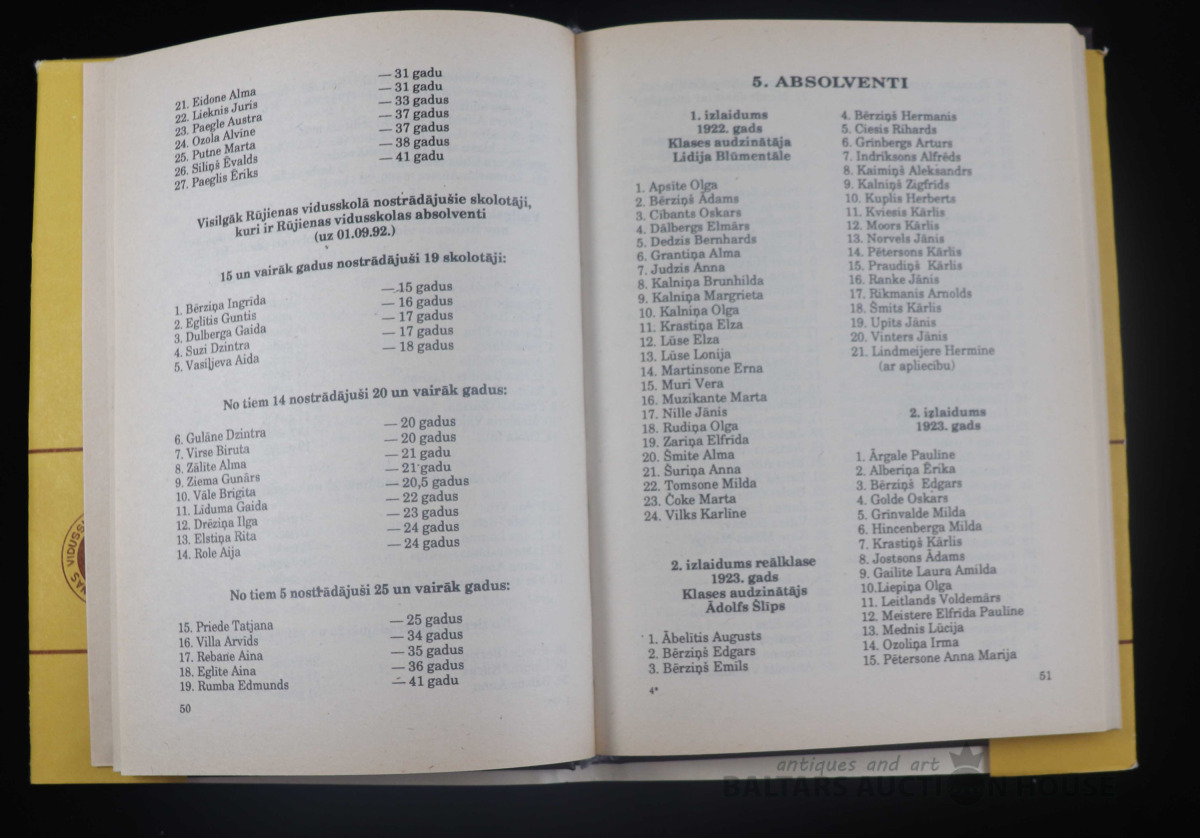 21. Eidone Alma — 31 gadu
22. Lieknis Juris — 31 gadu
23. Paegle Austra — 33 gadus
24. Ozola Alvine — 37 gadus
25. Putne Marta — 37 gadus
26. Siliņš Ēvalds — 38 gadus
27. Paeglis Ēriks — 41 gadu
Visilgāk Rūjienas vidusskolā nostrādājušie skolotāji,
kuri ir Rūjienas vidusskolas absolventi
(uz 01.09.92.)
15 un vairāk gadus nostrādājuši 19 skolotāji:
1. Bērziņa Ingrīda — 15 gadus
2. Eglītis Guntis — 16 gadus
3. Dulberga Gaida — 17 gadus
4. Suzi Dzintra — 17 gadus
5. Vasiļjeva Aida — 18 gadus
No tiem 14 nostrādājuši 20 un vairāk gadus:
6. Gulāne Dzintra — 20 gadus
7. Virse Biruta — 20 gadus
8. Zālīte Alma — 21 gadu
9. Ziema Gunārs — 21 gadu
10. Vāle Brigita — 20,5 gadus
11. Liduma Gaida — 22 gadus
12. Drēziņa Ilga — 23 gadus
13. Elstiņa Rita — 24 gadus
14. Role Aija — 24 gadus
No tiem 5 nostrādājuši 25 un vairāk gadus:
15. Priede Tatjana — 25 gadus
16. Villa Arvīds — 34 gadus
17. Rebane Aina — 35 gadus
18. Eglīte Aina — 36 gadus
19. Rumba Edmunds — 41 gadu
50
5. ABSOLVENTI
1. izlaidums
1922. gads
Klases audzinātāja
Lidija Blūmentāle
1. Apsīte Olga
2. Bērziņš Ādams
3. Cībants Oskars
4. Dālbergs Elmārs
5. Dedzis Bernhards
6. Grantiņa Alma
7. Judzis Anna
8. Kalniņa Brunhilda
9. Kalniņa Margrieta
10. Kalniņa Olga
11. Krastiņa Elza
12. Lūse Elza
13. Lūse Lonija
14. Martinsone Erna
15. Muri Vera
16. Muzikante Marta
17. Nille Jānis
18. Rudiņa Olga
19. Zariņa Elfrīda
20. Šmite Alma
21. Šuriņa Anna
22. Tomsone Milda
23. Čoke Marta
24. Vilks Karlīne
2. izlaidums reālklase
1923. gads
Klases audzinātājs
Ādolfs Šlīps
1. Ābelītis Augusts
2. Bērziņš Edgars
3. Bērziņš Emīls
4*
4. Bērziņš Hermanis
5. Ciesis Rihards
6. Grīnbergs Arturs
7. Indriksons Alfrēds
8. Kaimiņš Aleksandrs
9. Kalniņš Zigfrīds
10. Kuplis Herberts
11. Kviesis Kārlis
12. Moors Kārlis
13. Norvels Jānis
14. Pētersons Kārlis
15. Praudiņš Kārlis
16. Ranke Jānis
17. Rikmanis Arnolds
18. Šmits Kārlis
19. Upīts Jānis
20. Vinters Jānis
21. Lindmeijere Hermine
(ar apliecību)
2. izlaidums
1923. gads
1. Ārgale Pauline
2. Alberiņa Ērika
3. Bērziņš Edgars
4. Golde Oskars
5. Grīnvalde Milda
6. Hincenberga Milda
7. Krastiņš Kārlis
8. Jostsons Ādams
9. Gailīte Laura Amilda
10.Liepiņa Olga
11. Leitlands Voldemārs
12. Meistere Elfrīda Pauline
13. Mednis Lūcija
14. Ozoliņa Irma
15. Pētersone Anna Marija
51
antiques and art
BALTARS AUCTION HOUSE